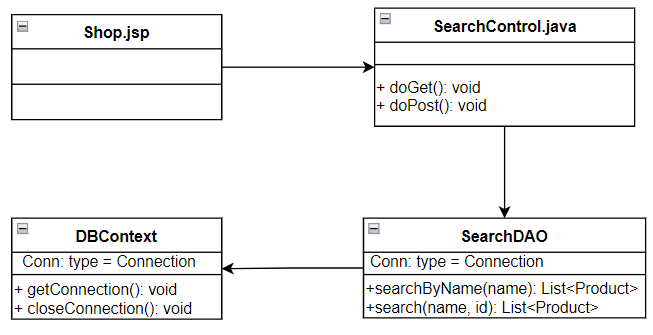 Shop.jsp
SearchControl.java
+ doGet(): void
+ doPost(): void
DBContext
Conn: type = Connection
+ getConnection(): void
+ closeConnection(): void
SearchDAO
Conn: type = Connection
+searchByName(name): List<Product>
+search(name, id): List<Product>